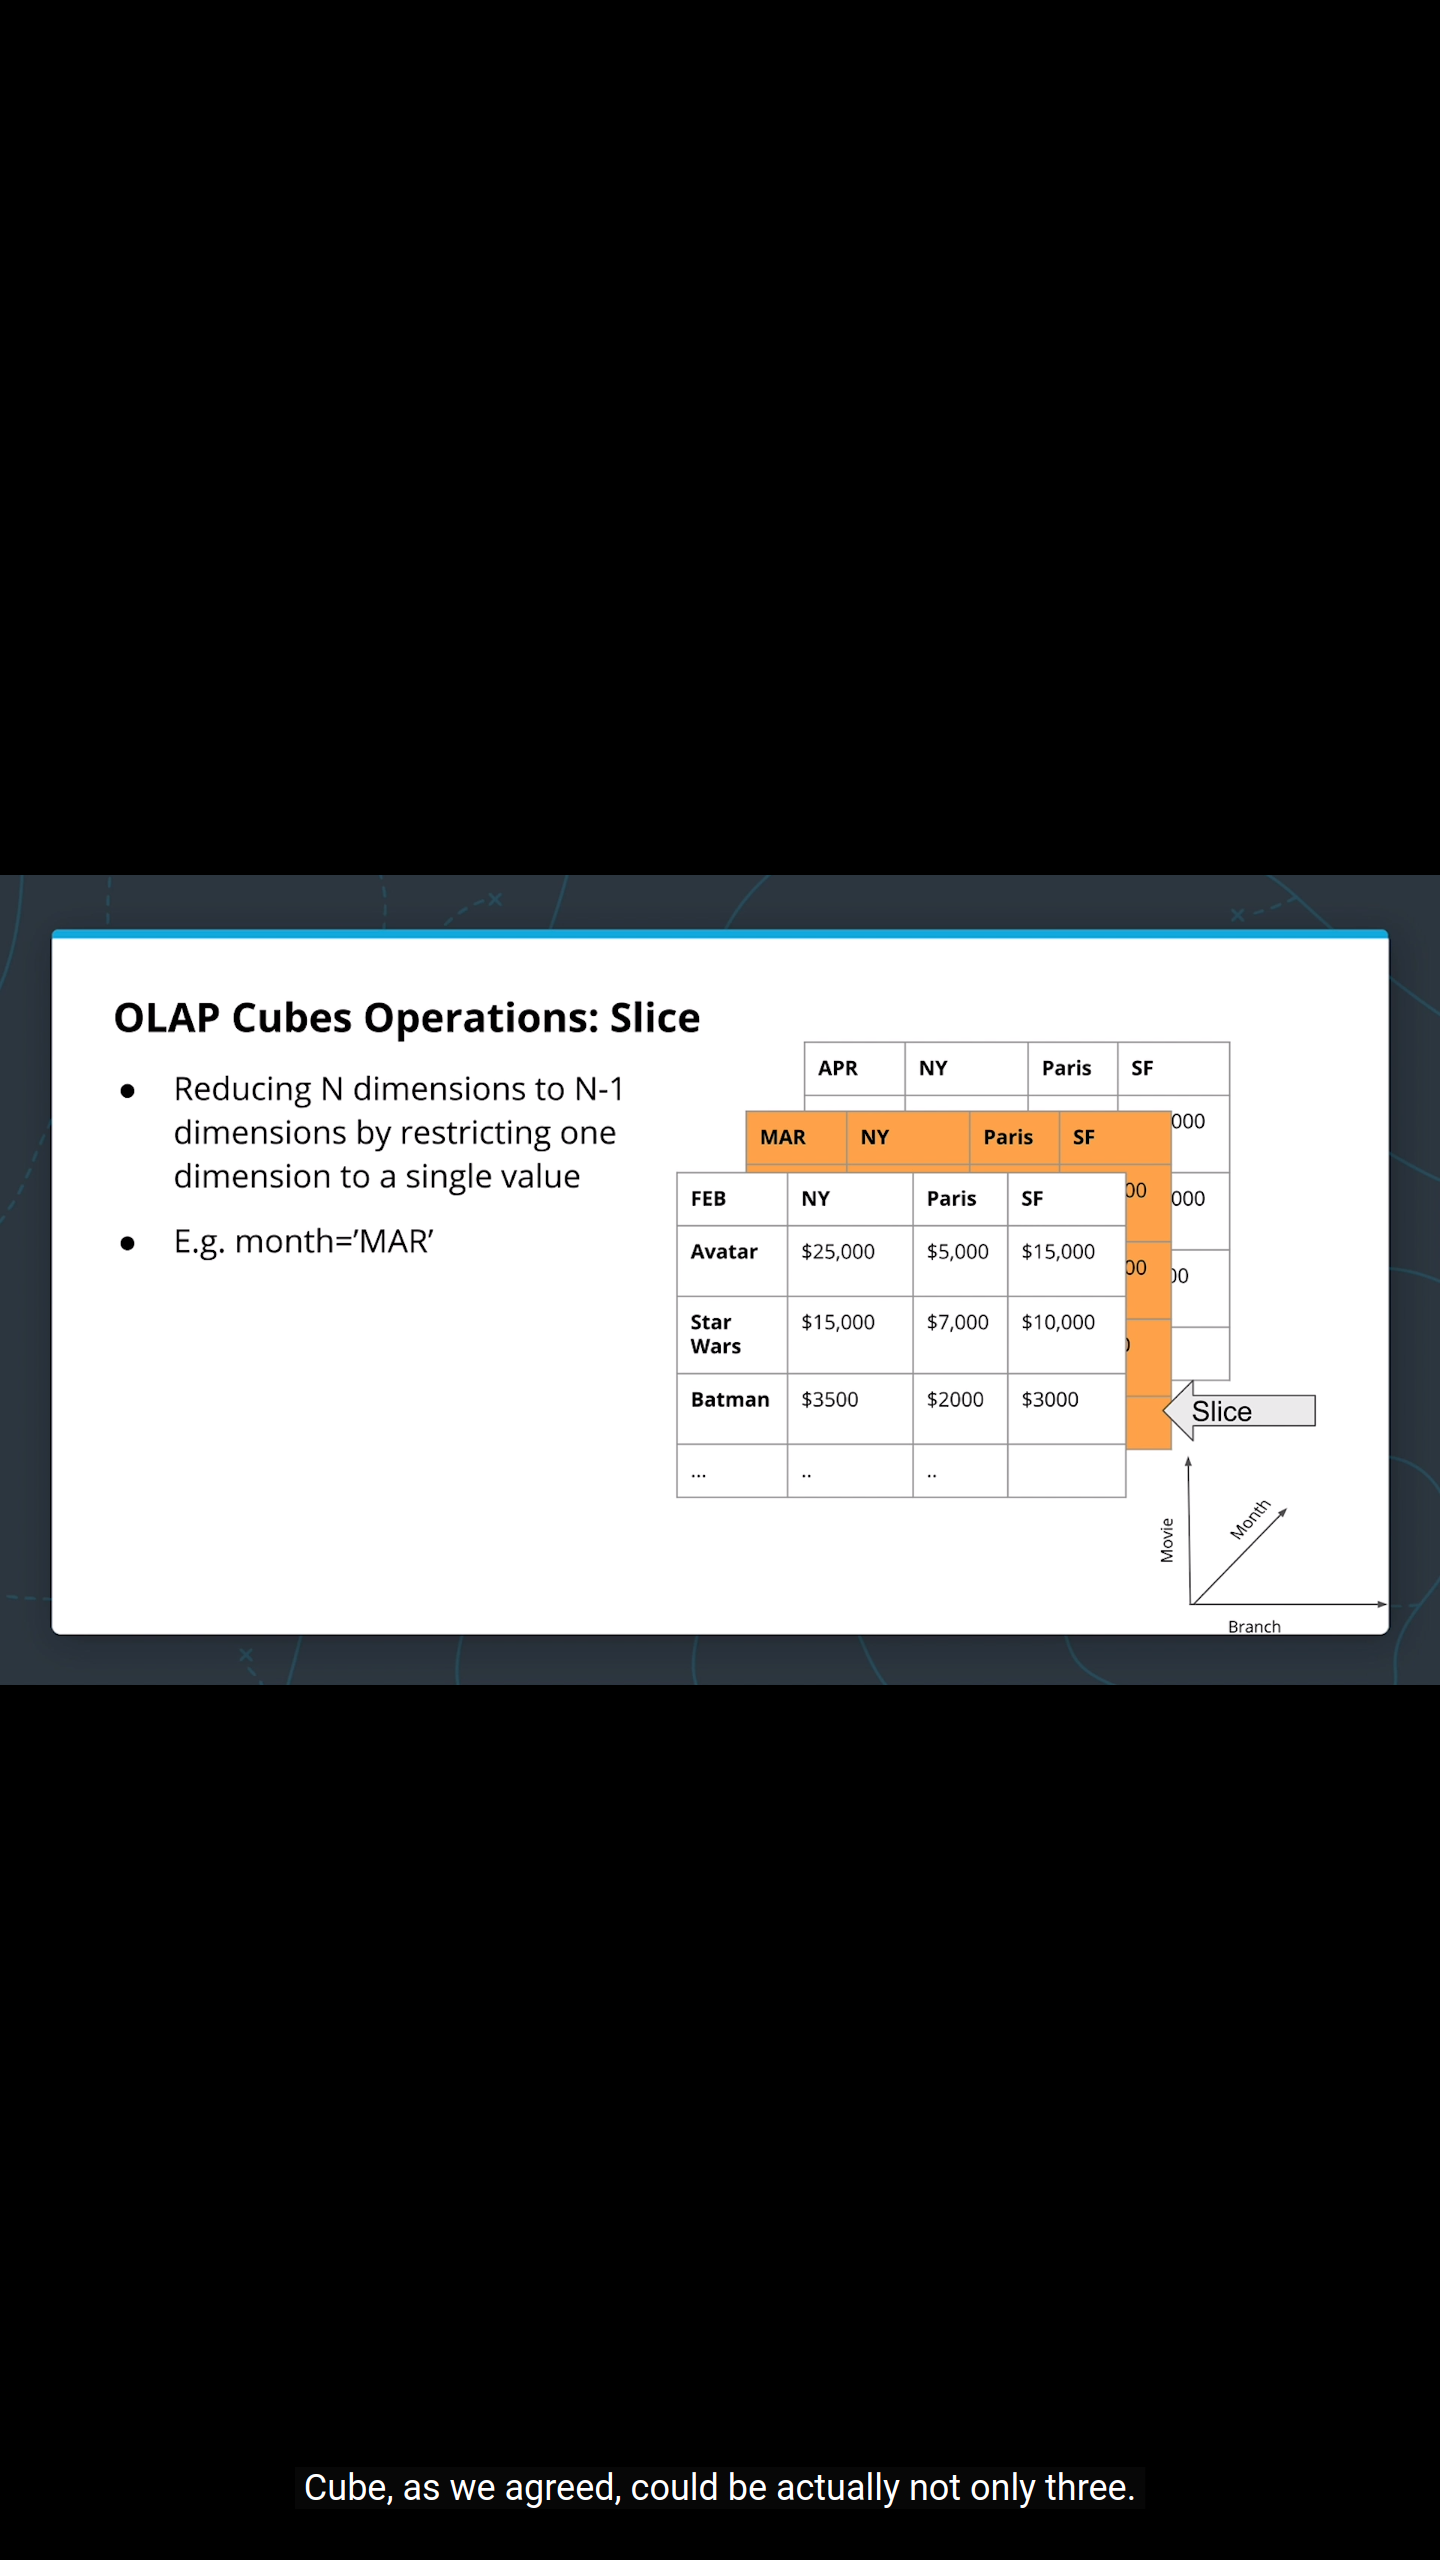 OLAP Cubes Operations: Slice
● Reducing N dimensions to N-1
dimensions by restricting one
dimension to a single value
● E.g. month=’MAR’
APR NY Paris SF
000
000
00
MAR NY Paris SF
00
00
FEB NY Paris SF
Avatar $25,000 $5,000 $15,000
Star
Wars $15,000 $7,000 $10,000
Batman $3500 $2000 $3000
... .. ..
Slice
Movie
Month
Branch
Cube, as we agreed, could be actually not only three.